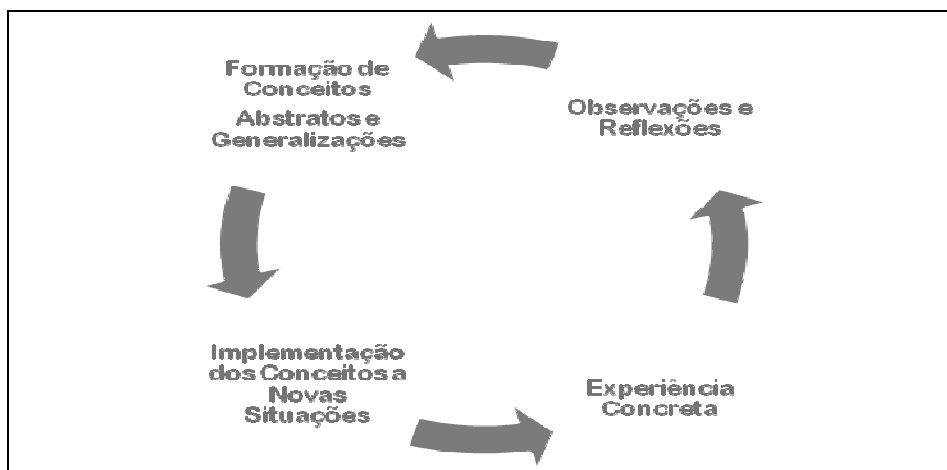 Formação de
Conceitos
Abstratos e
Generalizações
Observações e
Reflexões
Implementação
dos Conceitos a
Novas
Situações
Experiência
Concreta